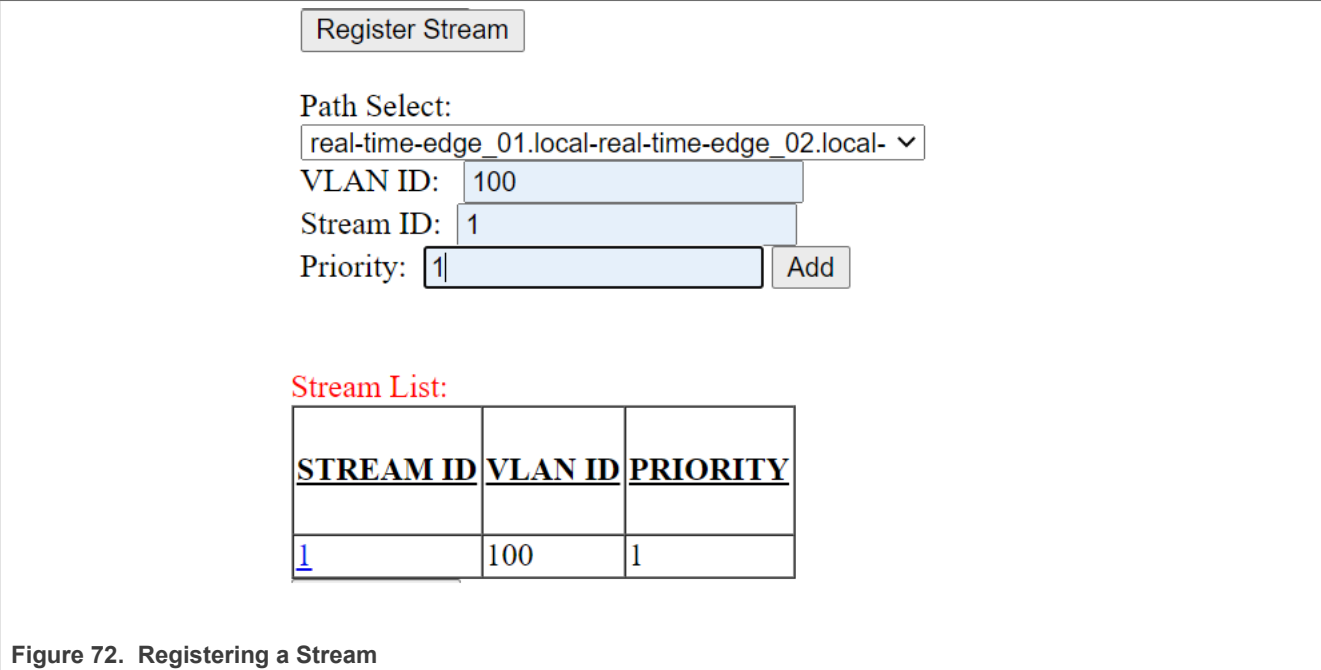 Register Stream
Path Select:
real-time-edge_01.local-real-time-edge_02.local-
VLAN ID: 100
Stream ID: 1
Priority: 1 Add
Stream List:
STREAM ID VLAN ID PRIORITY
1 100 1
Figure 72. Registering a Stream